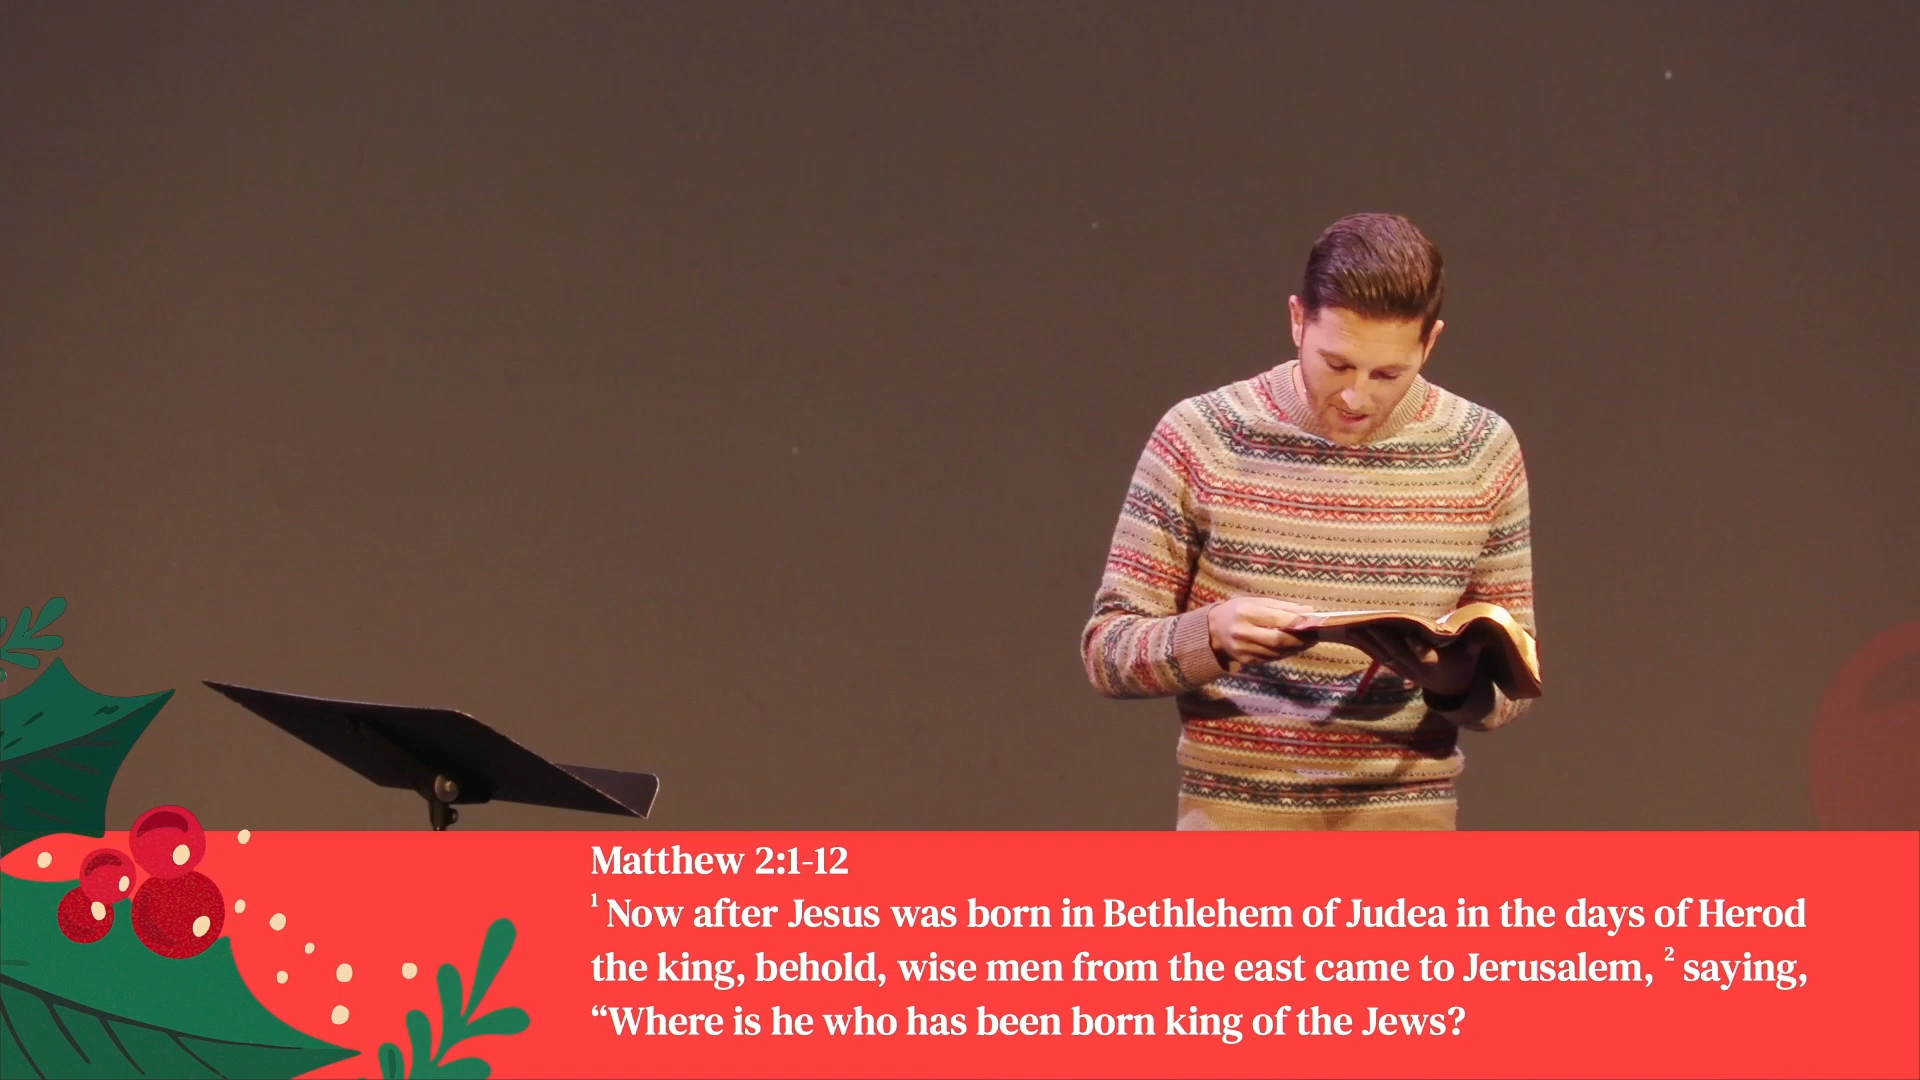 Matthew 2:1-12
1 Now after Jesus was born in Bethlehem of Judea in the days of Herod
the king, behold, wise men from the east came to Jerusalem, 2 saying,
“Where is he who has been born king of the Jews?